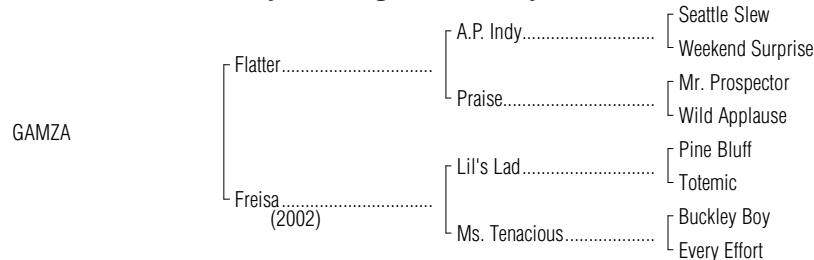 Seattle Slew
A.P. Indy............................
Weekend Surprise
Flatter................................
Mr. Prospector
Praise................................
Wild Applause
GAMZA
Pine Bluff
Lil's Lad............................
Totemic
Freisa................................
(2002)
Buckley Boy
Ms. Tenacious...................
Every Effort